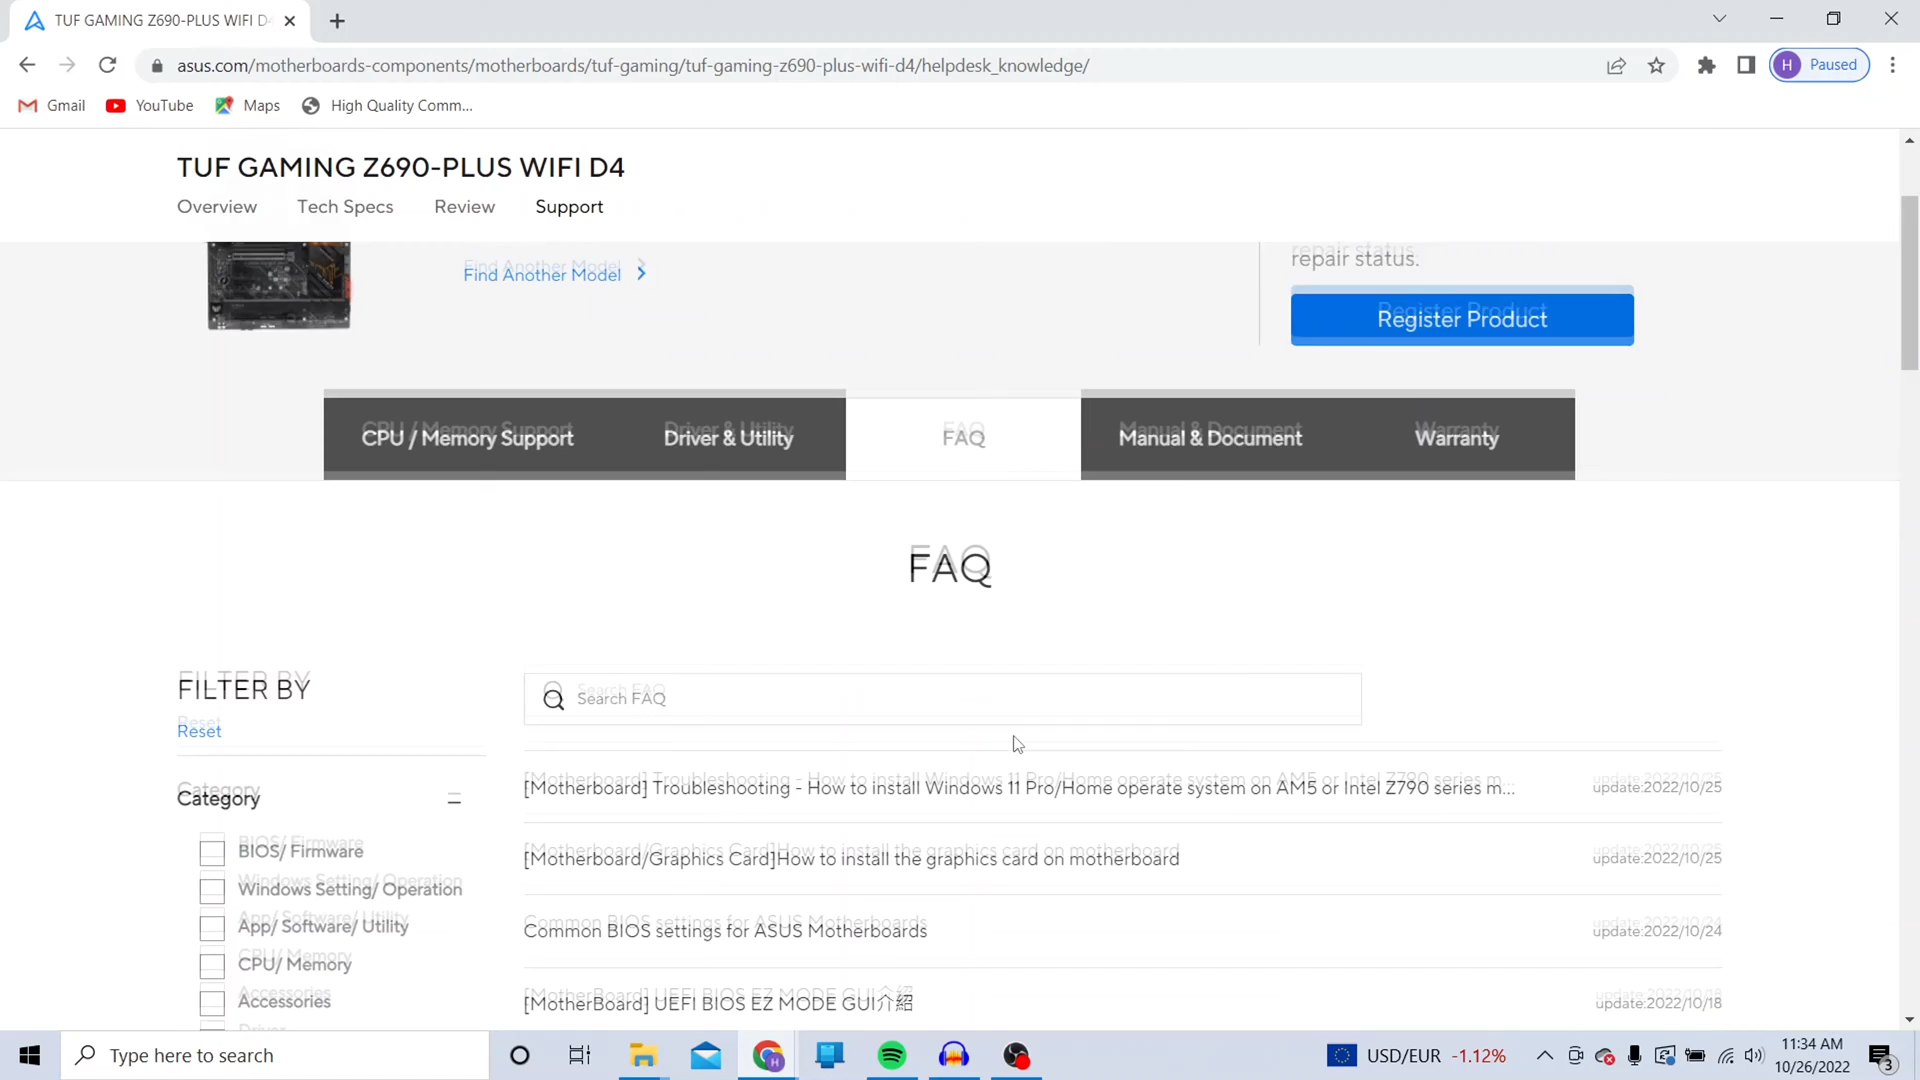 TUF GAMING Z690-PLUS WIFI D4
asus.com/motherboards-components/motherboards/tuf-gaming/tuf-gaming-z690-plus-wifi-d4/helpdesk_knowledge/
H Paused
Gmail YouTube Maps High Quality Comm...
TUF GAMING Z690-PLUS WIFI D4
Overview Tech Specs Review Support
repair status.
Find Another Model
Register Product
CPU / Memory Support Driver & Utility FAQ Manual & Document Warranty
FAQ
FILTER BY
Search FAQ
Reset
[Motherboard] Troubleshooting - How to install Windows 11 Pro/Home operate system on AM5 or Intel Z790 series m... update:2022/10/25
Category
BIOS/ Firmware
[Motherboard/Graphics Card]How to install the graphics card on motherboard update:2022/10/25
Windows Setting/ Operation
App/ Software/ Utility
Common BIOS settings for ASUS Motherboards update:2022/10/24
CPU/ Memory
Accessories
[MotherBoard] UEFI BIOS EZ MODE GUI介紹 update:2022/10/18
Driver
Type here to search
USD/EUR -1.12%
11:34 AM
10/26/2022
3